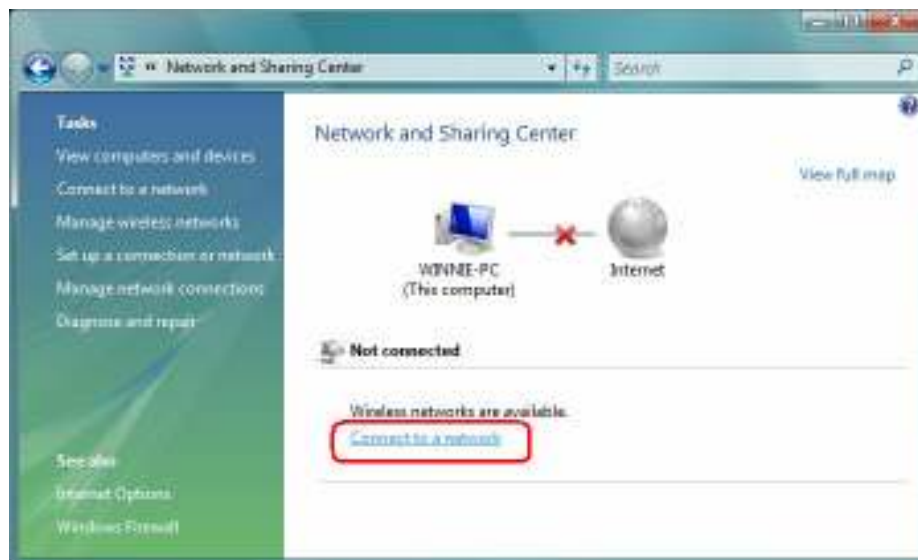 « Network and Sharing Center
Search
Tasks
View computers and devices
Connect to a network
Manage wireless networks
Set up a connection or network
Manage network connections
Diagnose and repair
See also
Internet Options
Windows Firewall
Network and Sharing Center
View full map
WINNIE-PC
(This computer)
Internet
Not connected
Wireless networks are available.
Connect to a network